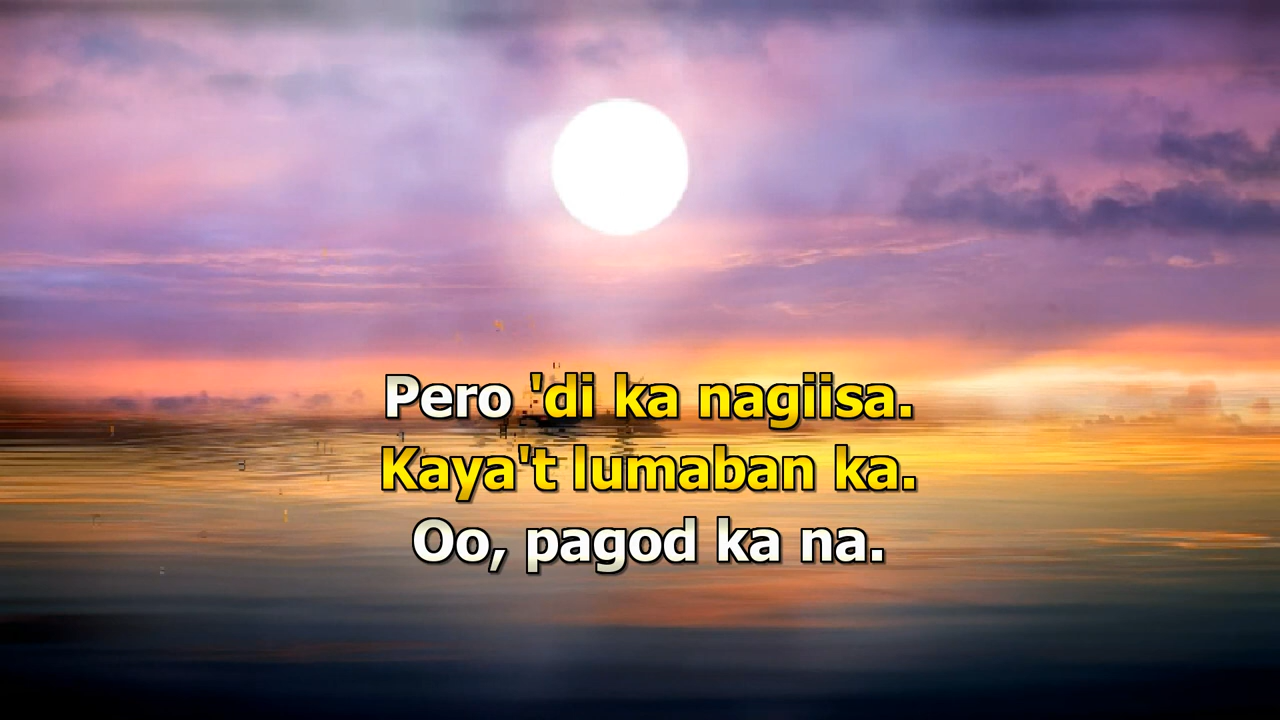 Pero 'di ka nagiisa.
Kaya't lumaban ka.
Oo, pagod ka na.